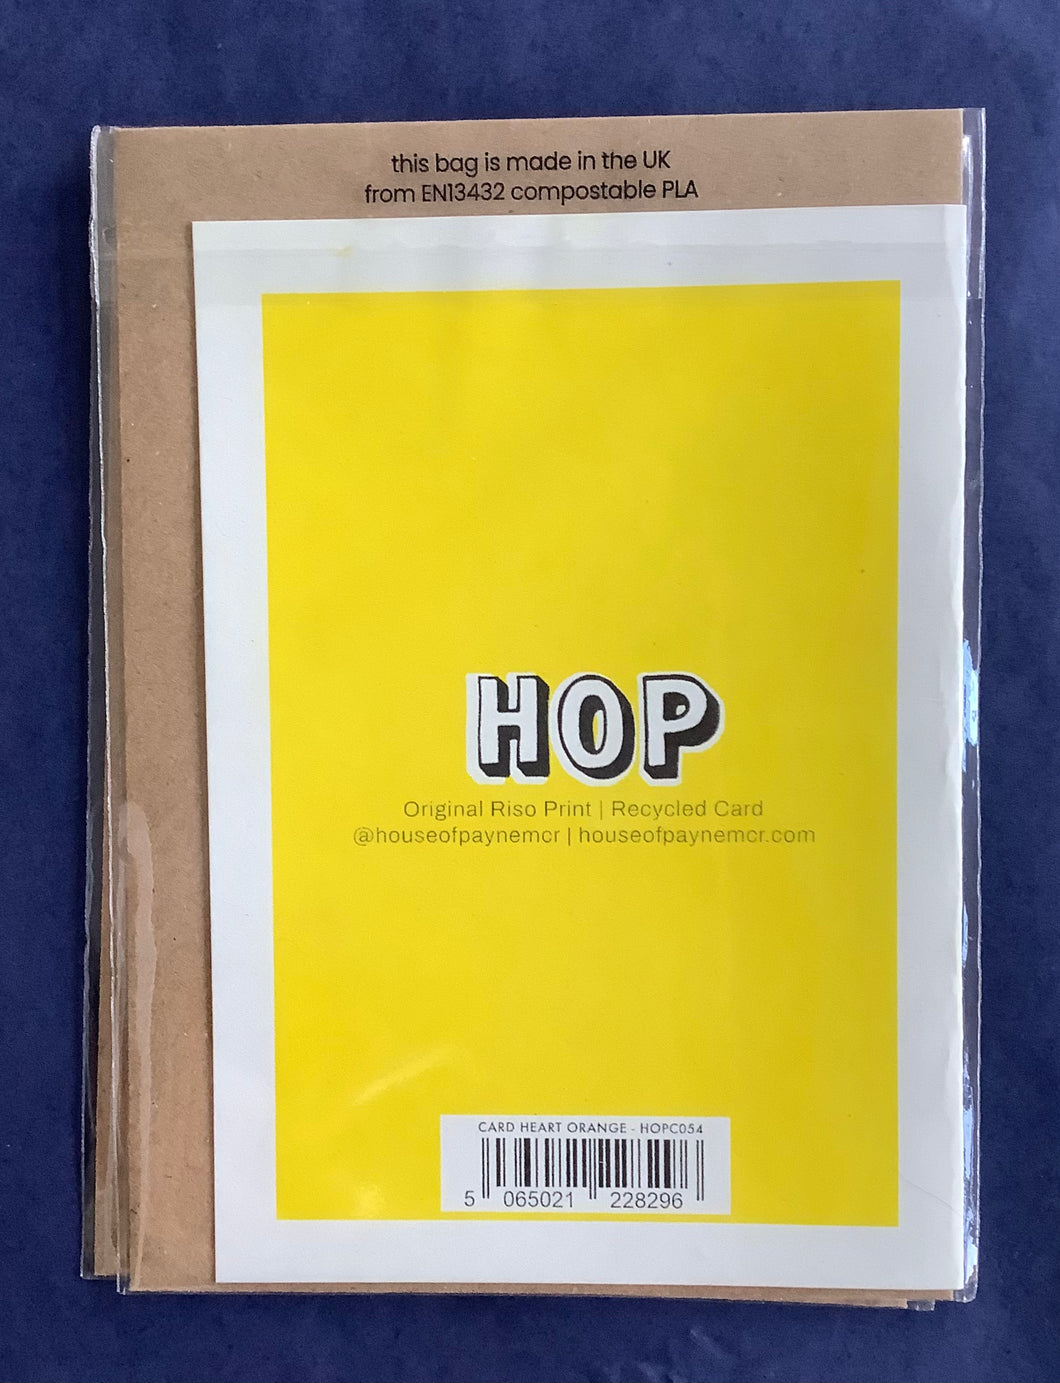 this bag is made in the UK
from EN13432 compostable PLA
HOP
Original Riso Print | Recycled Card
@houseofpaynemcr | houseofpaynemcr.com
CARD HEART ORANGE - HOPC054
5 065021 228296